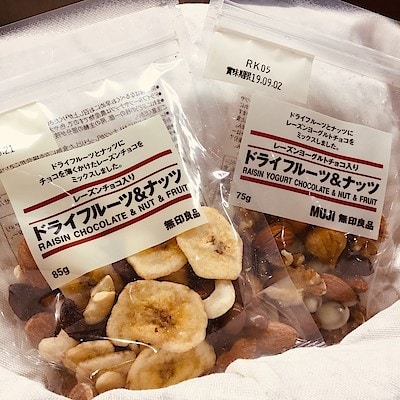 ドライフルーツとナッツに
チョコを薄くかけたレーズンチョコを
ミックスしました。
レーズンチョコ入り
ドライフルーツ&ナッツ
RAISIN CHOCOLATE & NUT & FRUIT
85g
無印良品
RK05
賞味期限19.09.02
ドライフルーツとナッツに
レーズンヨーグルトチョコを
ミックスしました。
レーズンヨーグルトチョコ入り
ドライフルーツ&ナッツ
RAISIN YOGURT CHOCOLATE & NUT & FRUIT
75g
MUJI 無印良品